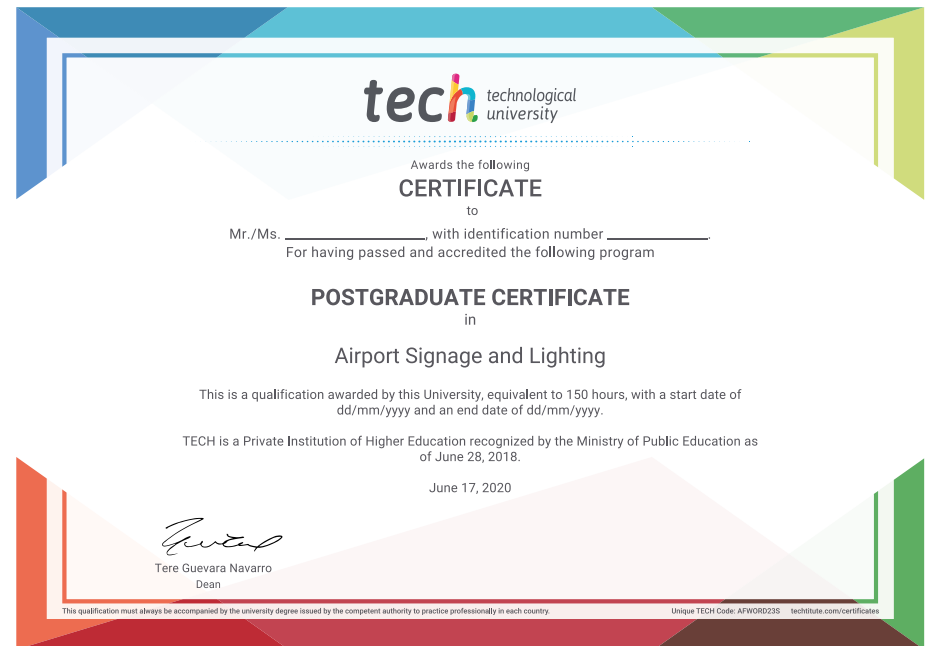 tech technological
university
Awards the following
CERTIFICATE
to
Mr./Ms. ____________________, with identification number ______________.
For having passed and accredited the following program
POSTGRADUATE CERTIFICATE
in
Airport Signage and Lighting
This is a qualification awarded by this University, equivalent to 150 hours, with a start date of
dd/mm/yyyy and an end date of dd/mm/yyyy.
TECH is a Private Institution of Higher Education recognized by the Ministry of Public Education as
of June 28, 2018.
June 17, 2020
Tere Guevara Navarro
Dean
This qualification must always be accompanied by the university degree issued by the competent authority to practice professionally in each country.
Unique TECH Code: AFWORD23S techtitute.com/certificates